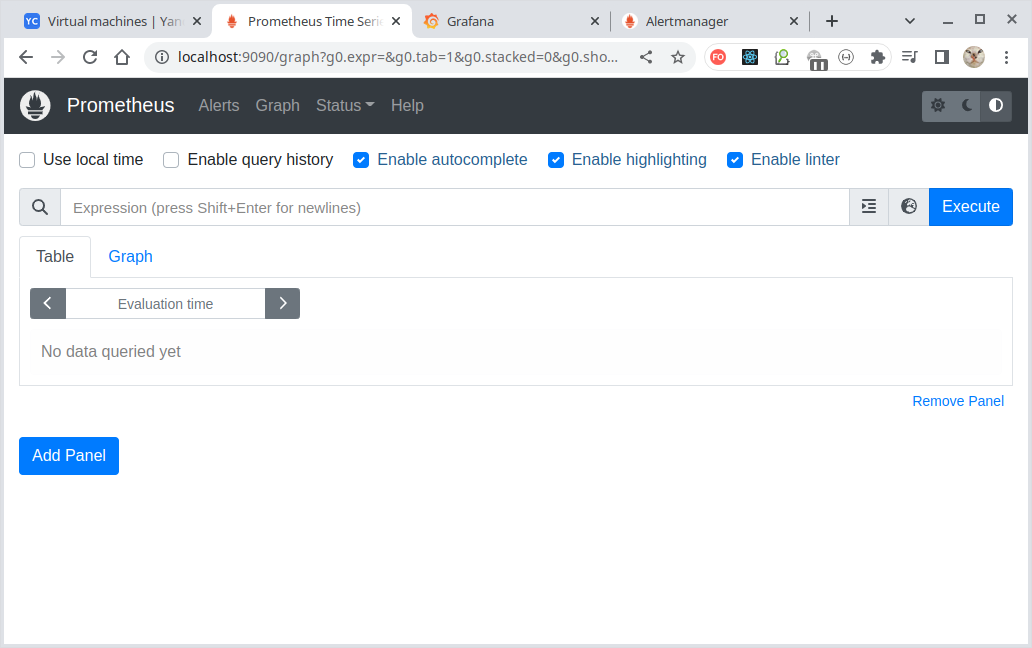 YC Virtual machines | Yan Prometheus Time Serie Grafana Alertmanager
localhost:9090/graph?g0.expr=&g0.tab=1&g0.stacked=0&g0.sho... FO
Prometheus Alerts Graph Status Help
Use local time Enable query history Enable autocomplete Enable highlighting Enable linter
Expression (press Shift+Enter for newlines) Execute
Table Graph
Evaluation time
No data queried yet
Remove Panel
Add Panel